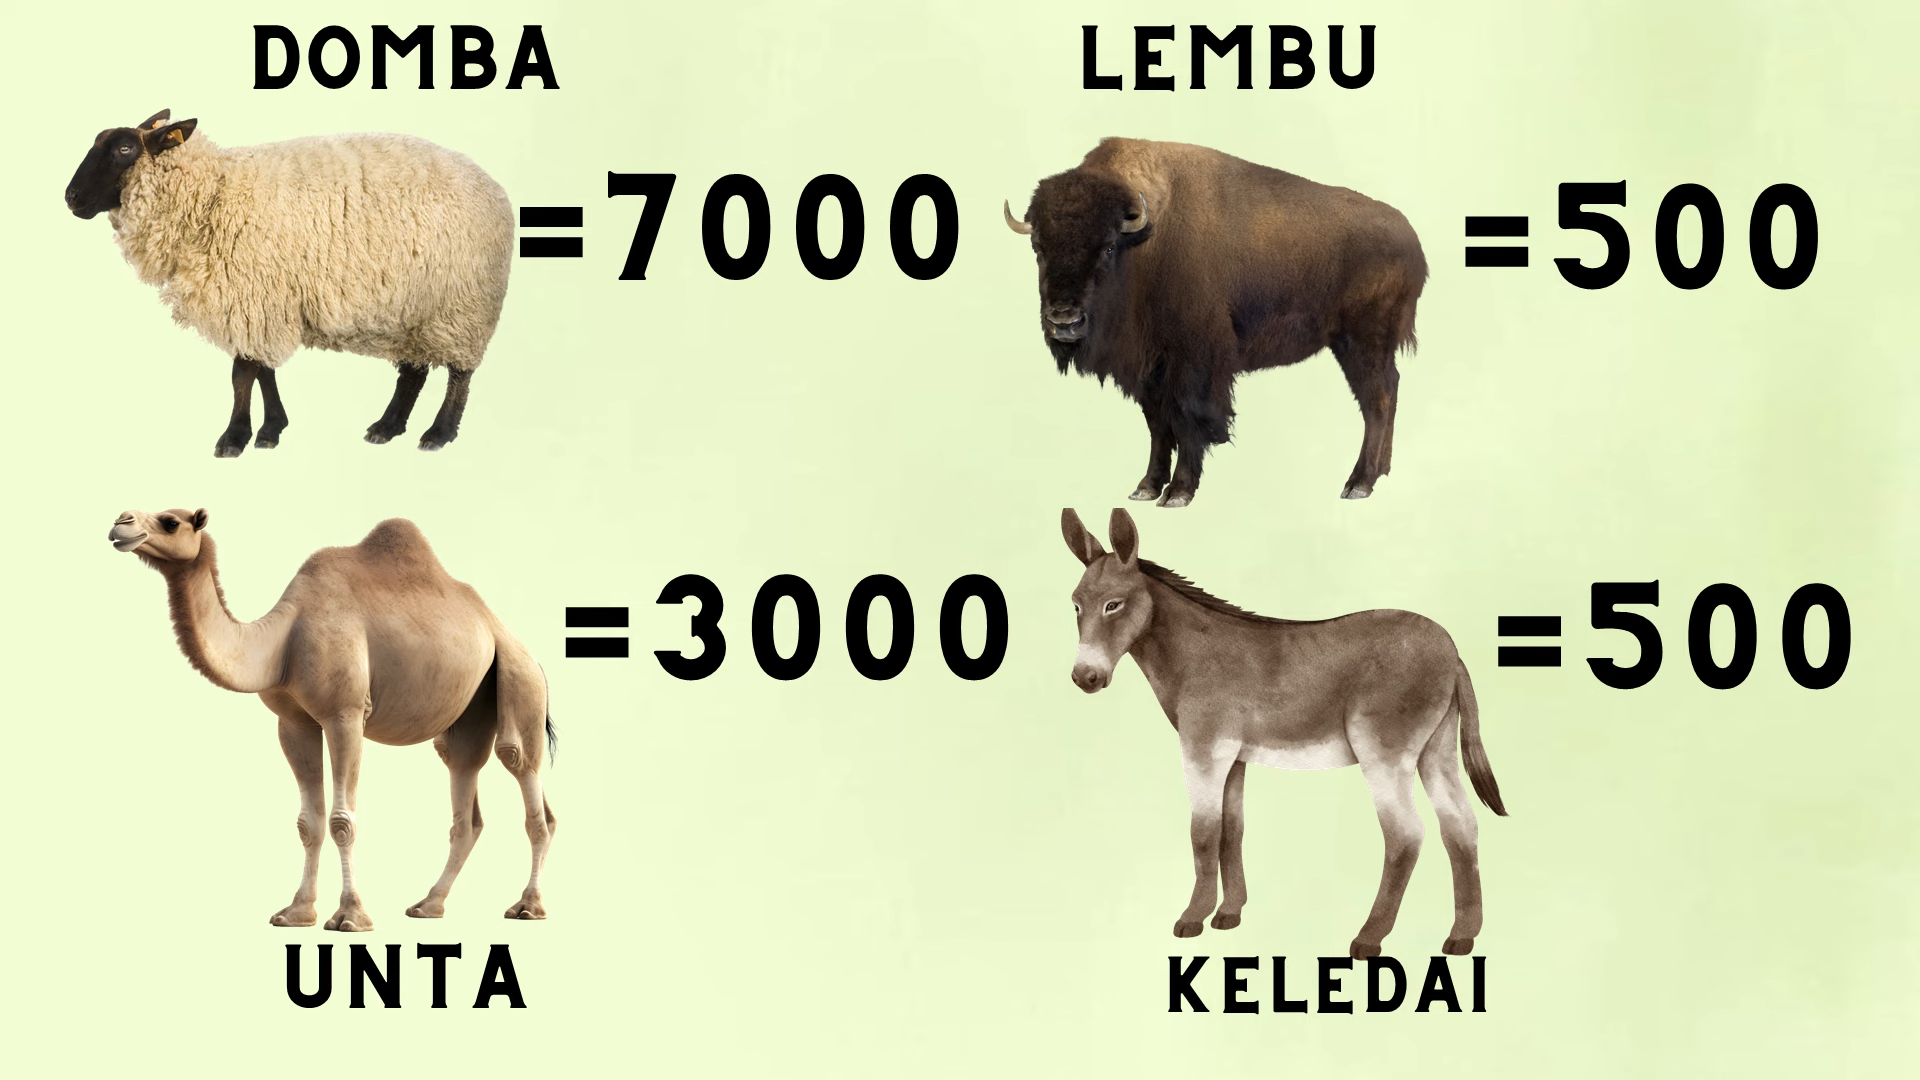 DOMBA
=7000
LEMBU
=500
=3000
UNTA
=500
KELEDAI